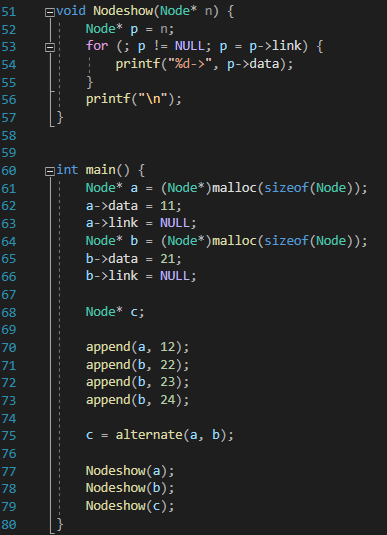 51 void Nodeshow(Node* n) {
52     Node* p = n;
53     for (; p != NULL; p = p->link) {
54         printf("%d->", p->data);
55     }
56     printf("\n");
57 }
58
59
60 int main() {
61     Node* a = (Node*)malloc(sizeof(Node));
62     a->data = 11;
63     a->link = NULL;
64     Node* b = (Node*)malloc(sizeof(Node));
65     b->data = 21;
66     b->link = NULL;
67
68     Node* c;
69
70     append(a, 12);
71     append(b, 22);
72     append(b, 23);
73     append(b, 24);
74
75     c = alternate(a, b);
76
77     Nodeshow(a);
78     Nodeshow(b);
79     Nodeshow(c);
80 }